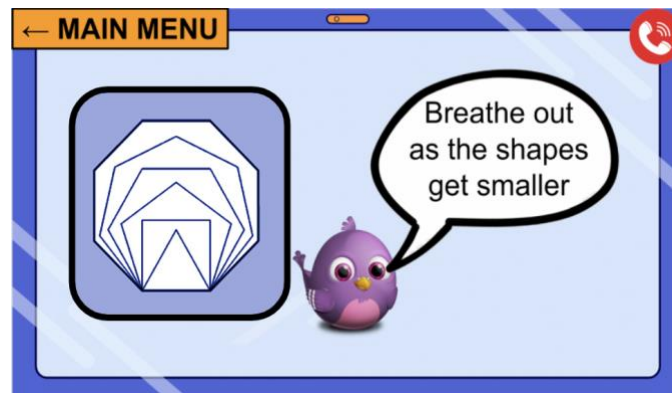 ← MAIN MENU
Breathe out
as the shapes
get smaller